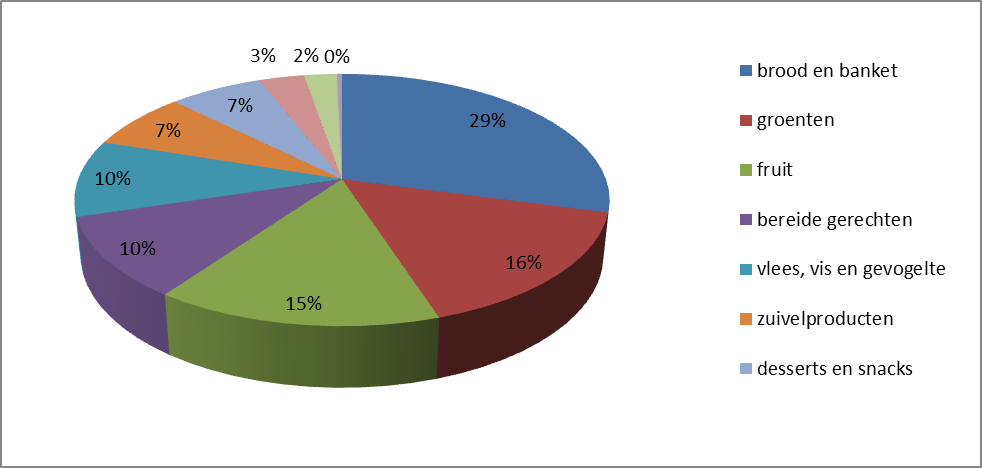 3%
2%
0%
7%
29%
7%
10%
10%
16%
15%
brood en banket
groenten
fruit
bereide gerechten
vlees, vis en gevogelte
zuivelproducten
desserts en snacks